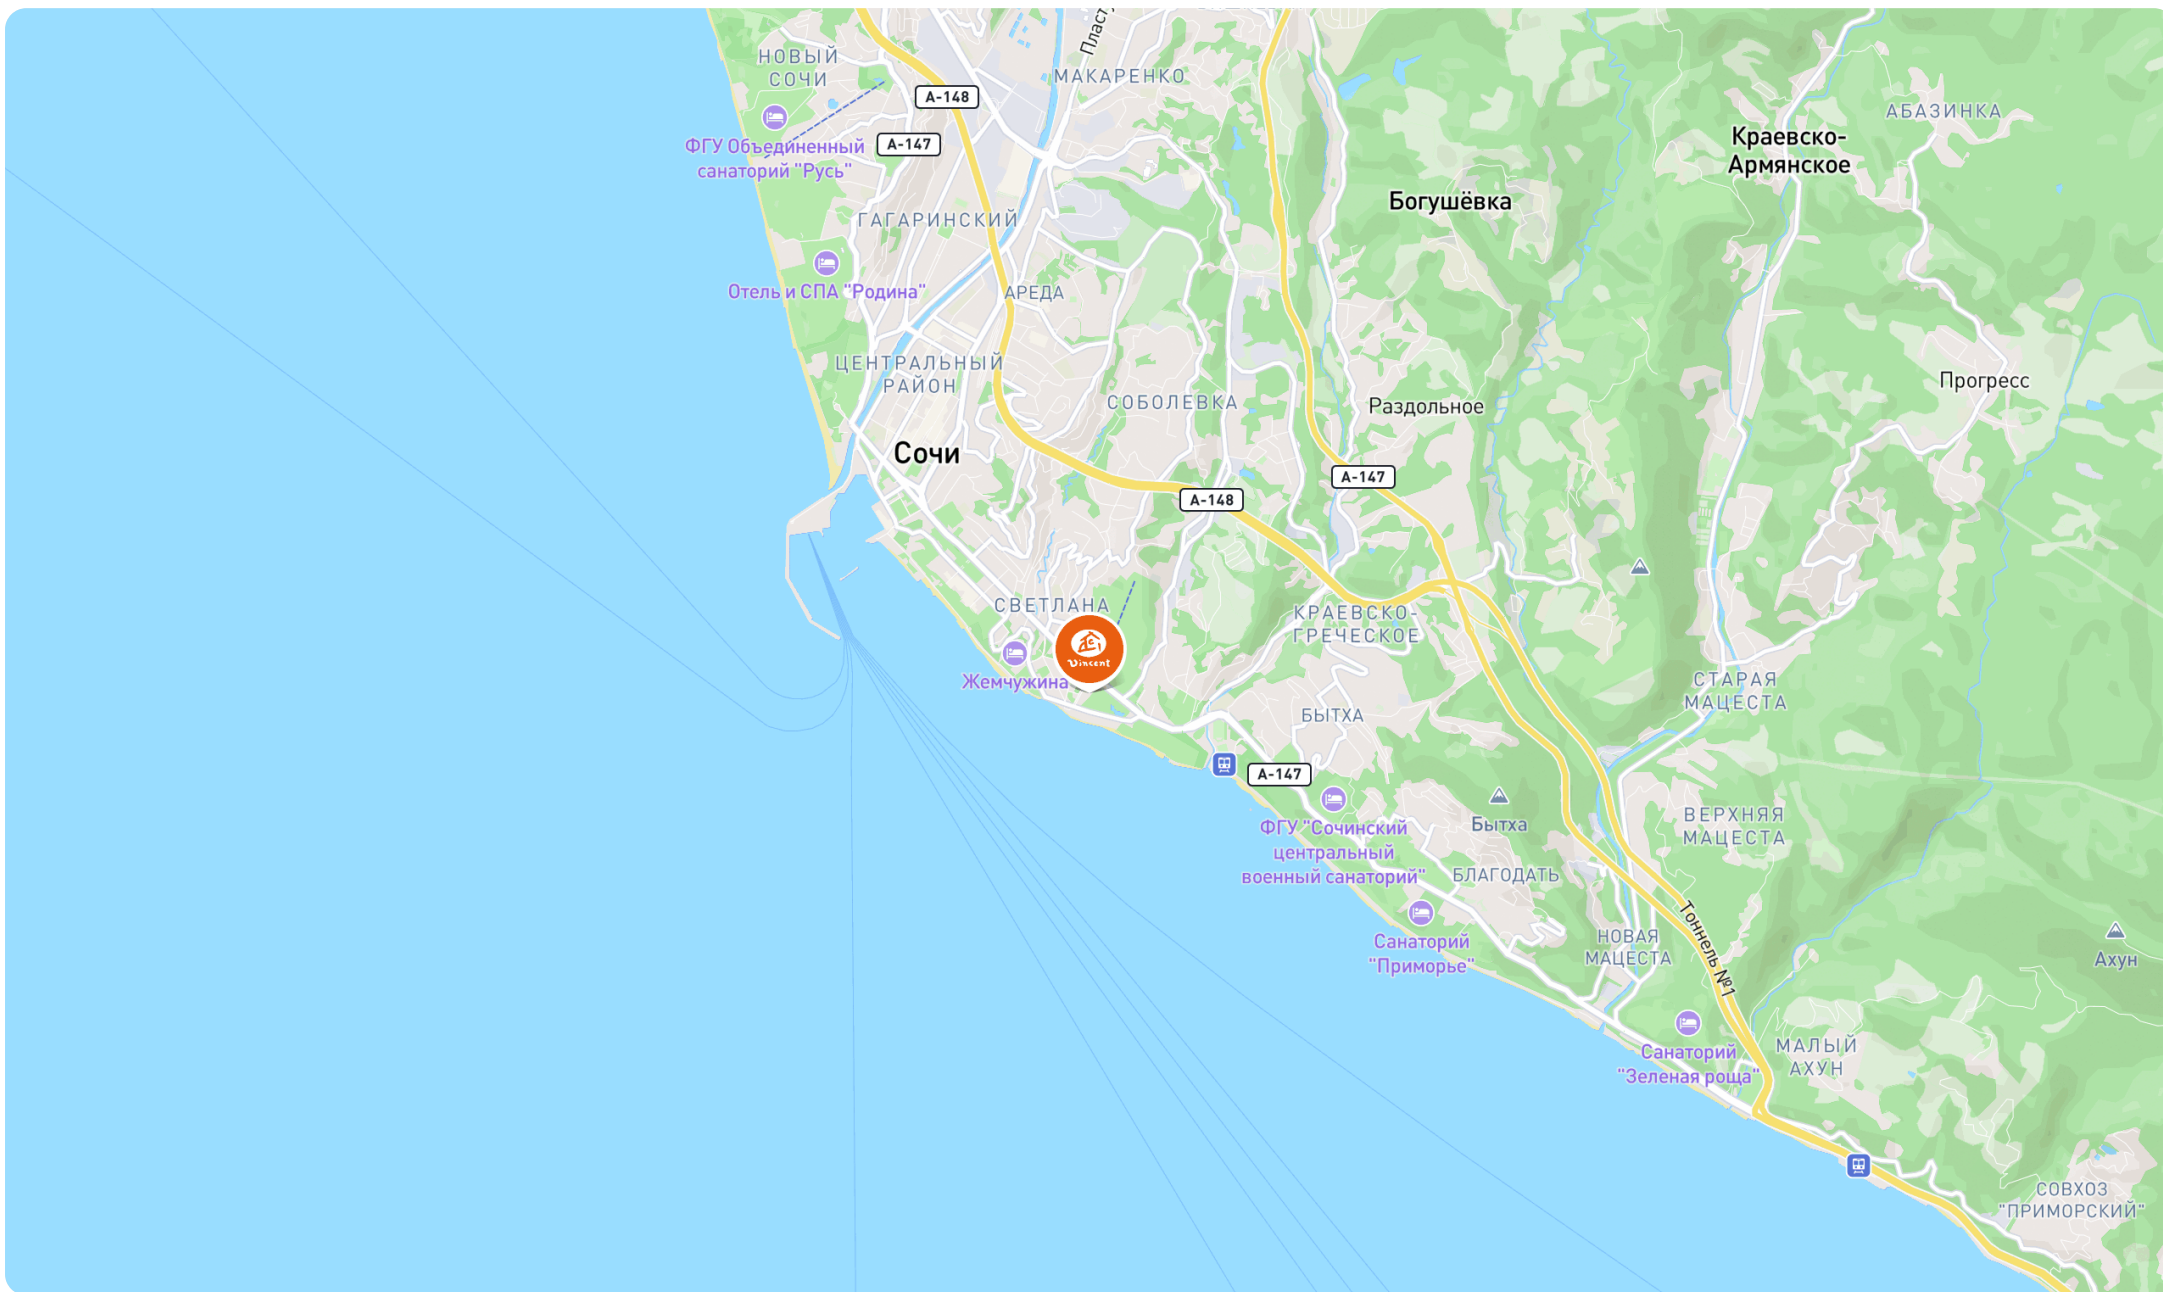 Пласт
НОВЫЙ
СОЧИ
МАКАРЕНКО
А-148
АБАЗИНКА
Краевско-
Армянское
А-147
ФГУ Объединенный
санаторий "Русь"
Богушёвка
ГАГАРИНСКИЙ
Отель и СПА "Родина"
АРЕДА
ЦЕНТРАЛЬНЫЙ
РАЙОН
Прогресс
СОБОЛЕВКА
Раздольное
Сочи
А-147
А-148
СВЕТЛАНА
КРАЕВСКО-
ГРЕЧЕСКОЕ
Vincent
Жемчужина
СТАРАЯ
МАЦЕСТА
БЫТХА
А-147
ФГУ "Сочинский
центральный
военный санаторий"
Бытха
ВЕРХНЯЯ
МАЦЕСТА
БЛАГОДАТЬ
Тоннель №1
НОВАЯ
МАЦЕСТА
Санаторий
"Приморье"
Ахун
Санаторий
"Зеленая роща"
МАЛЫЙ
АХУН
СОВХОЗ
"ПРИМОРСКИЙ"